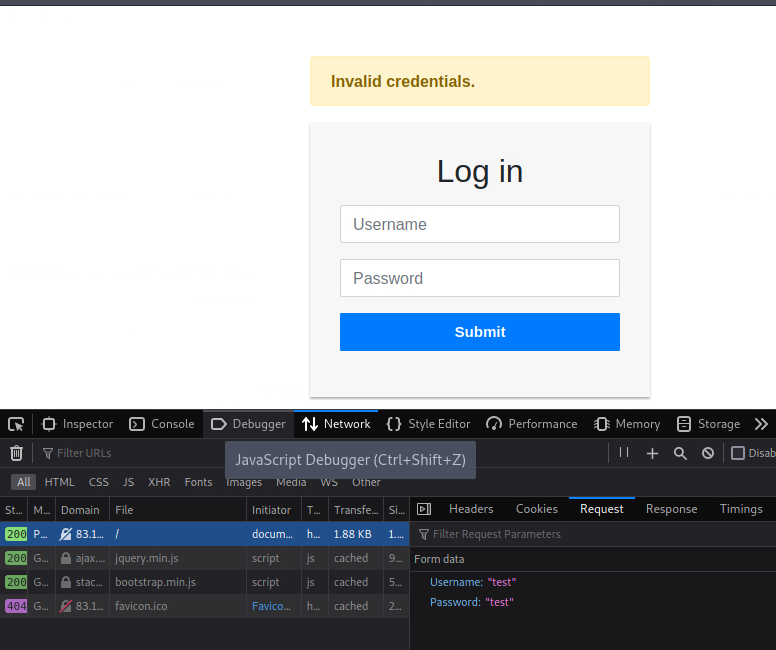 Invalid credentials.
Log in
Username
Password
Submit
Inspector Console Debugger Network Style Editor Performance Memory Storage
Filter URLs JavaScript Debugger (Ctrl+Shift+Z) Disab
All HTML CSS JS XHR Fonts Images Media WS Other
St... M... Domain File Initiator T... Transfe... Si... Headers Cookies Request Response Timings
200 P... 83.1... / docum... h... 1.88 KB 1.... Filter Request Parameters
200 G... ajax.... jquery.min.js script js cached 9... Form data
200 G... stac... bootstrap.min.js script js cached 5... Username: "test"
404 G... 83.1... favicon.ico Favico... h... cached 2... Password: "test"